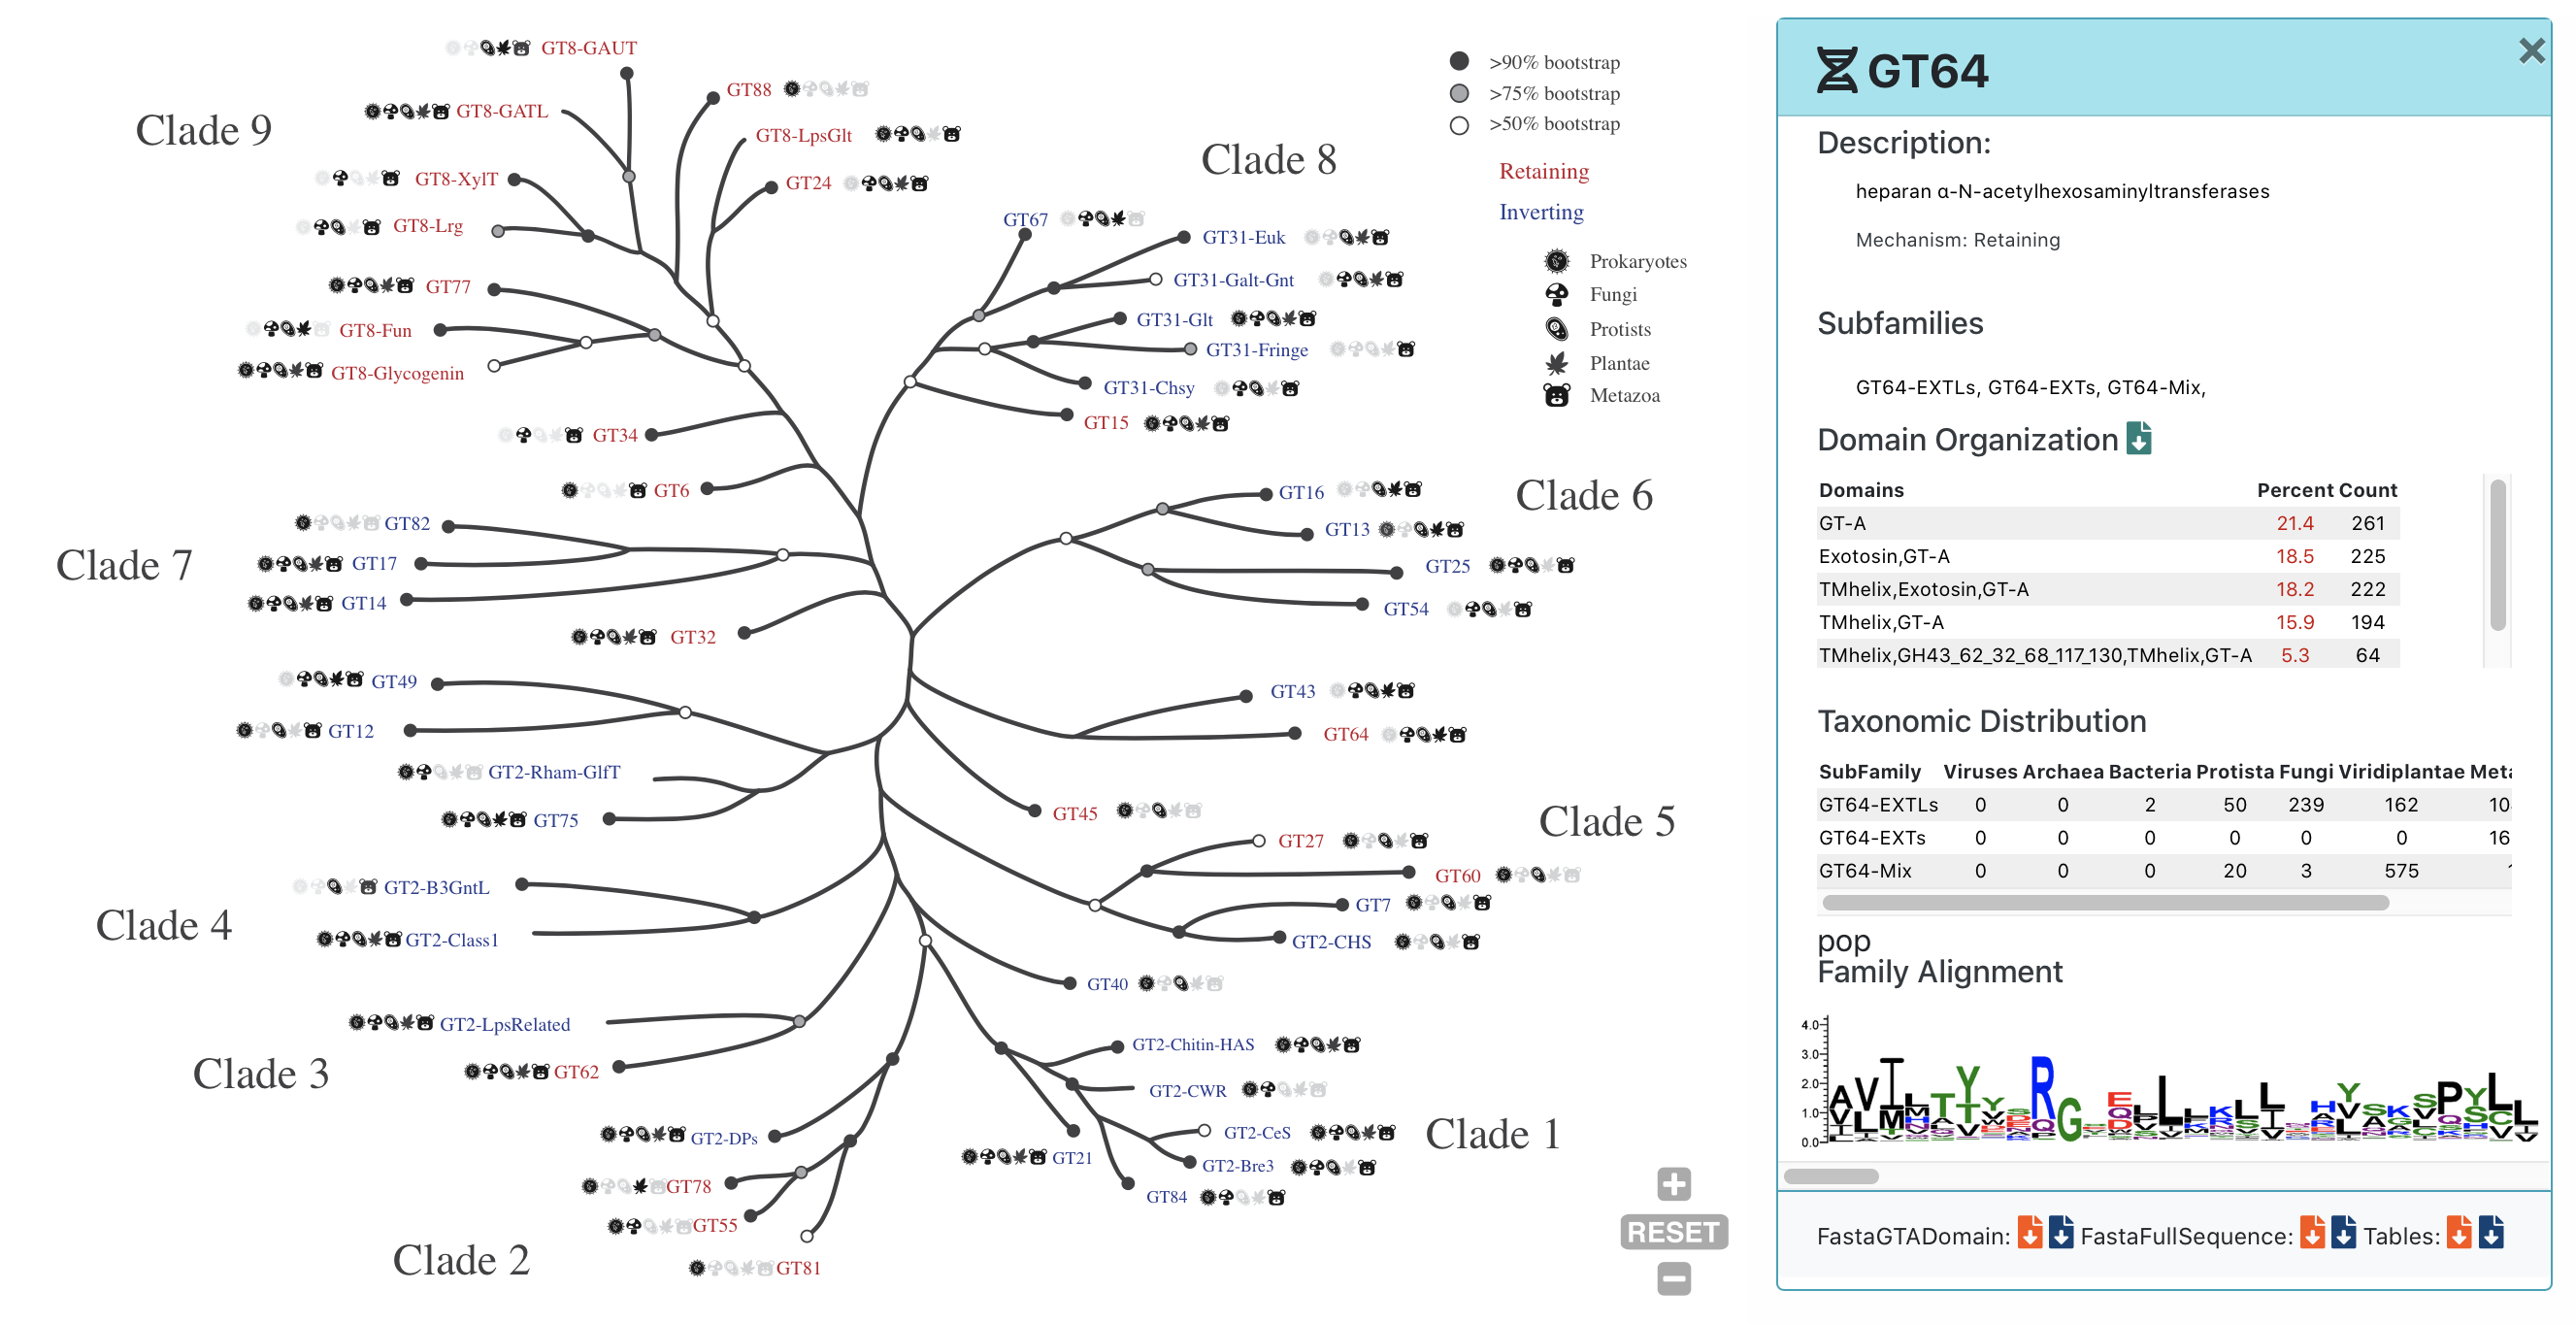 GT8-GAUT
GT88
GT8-GATL
Clade 9
GT8-LpsGlt
GT8-XylT
GT24
GT8-Lrg
GT77
GT8-Fun
GT8-Glycogenin
GT34
GT6
>90% bootstrap
>75% bootstrap
>50% bootstrap
Clade 8
Retaining
Inverting
GT67
GT31-Euk
GT31-Galt-Gnt
GT31-Glt
GT31-Fringe
GT31-Chsy
GT15
Prokaryotes
Fungi
Protists
Plantae
Metazoa
GT16
Clade 6
GT13
GT25
GT54
GT82
Clade 7
GT17
GT14
GT32
GT49
GT12
GT43
GT64
GT2-Rham-GlfT
GT75
GT45
Clade 5
GT27
GT60
GT7
GT2-CHS
GT2-B3GntL
Clade 4
GT2-Class1
GT40
GT2-LpsRelated
Clade 3
GT62
GT2-Chitin-HAS
GT2-CWR
GT2-CeS
Clade 1
GT2-Bre3
GT21
GT84
GT2-DPs
GT78
GT55
Clade 2
GT81
RESET
GT64
Description:
heparan α-N-acetylhexosaminyltransferases
Mechanism: Retaining
Subfamilies
GT64-EXTLs, GT64-EXTs, GT64-Mix,
Domain Organization
Domains Percent Count
GT-A 21.4 261
Exotosin,GT-A 18.5 225
TMhelix,Exotosin,GT-A 18.2 222
TMhelix,GT-A 15.9 194
TMhelix,GH43_62_32_68_117_130,TMhelix,GT-A 5.3 64
Taxonomic Distribution
SubFamily Viruses Archaea Bacteria Protista Fungi Viridiplantae
GT64-EXTLs 0 0 2 50 239 162 10
GT64-EXTs 0 0 0 0 0 0 16
GT64-Mix 0 0 0 20 3 575
pop
Family Alignment
4.0
3.0
2.0
1.0
0.0
FastaGTADomain: FastaFullSequence: Tables: